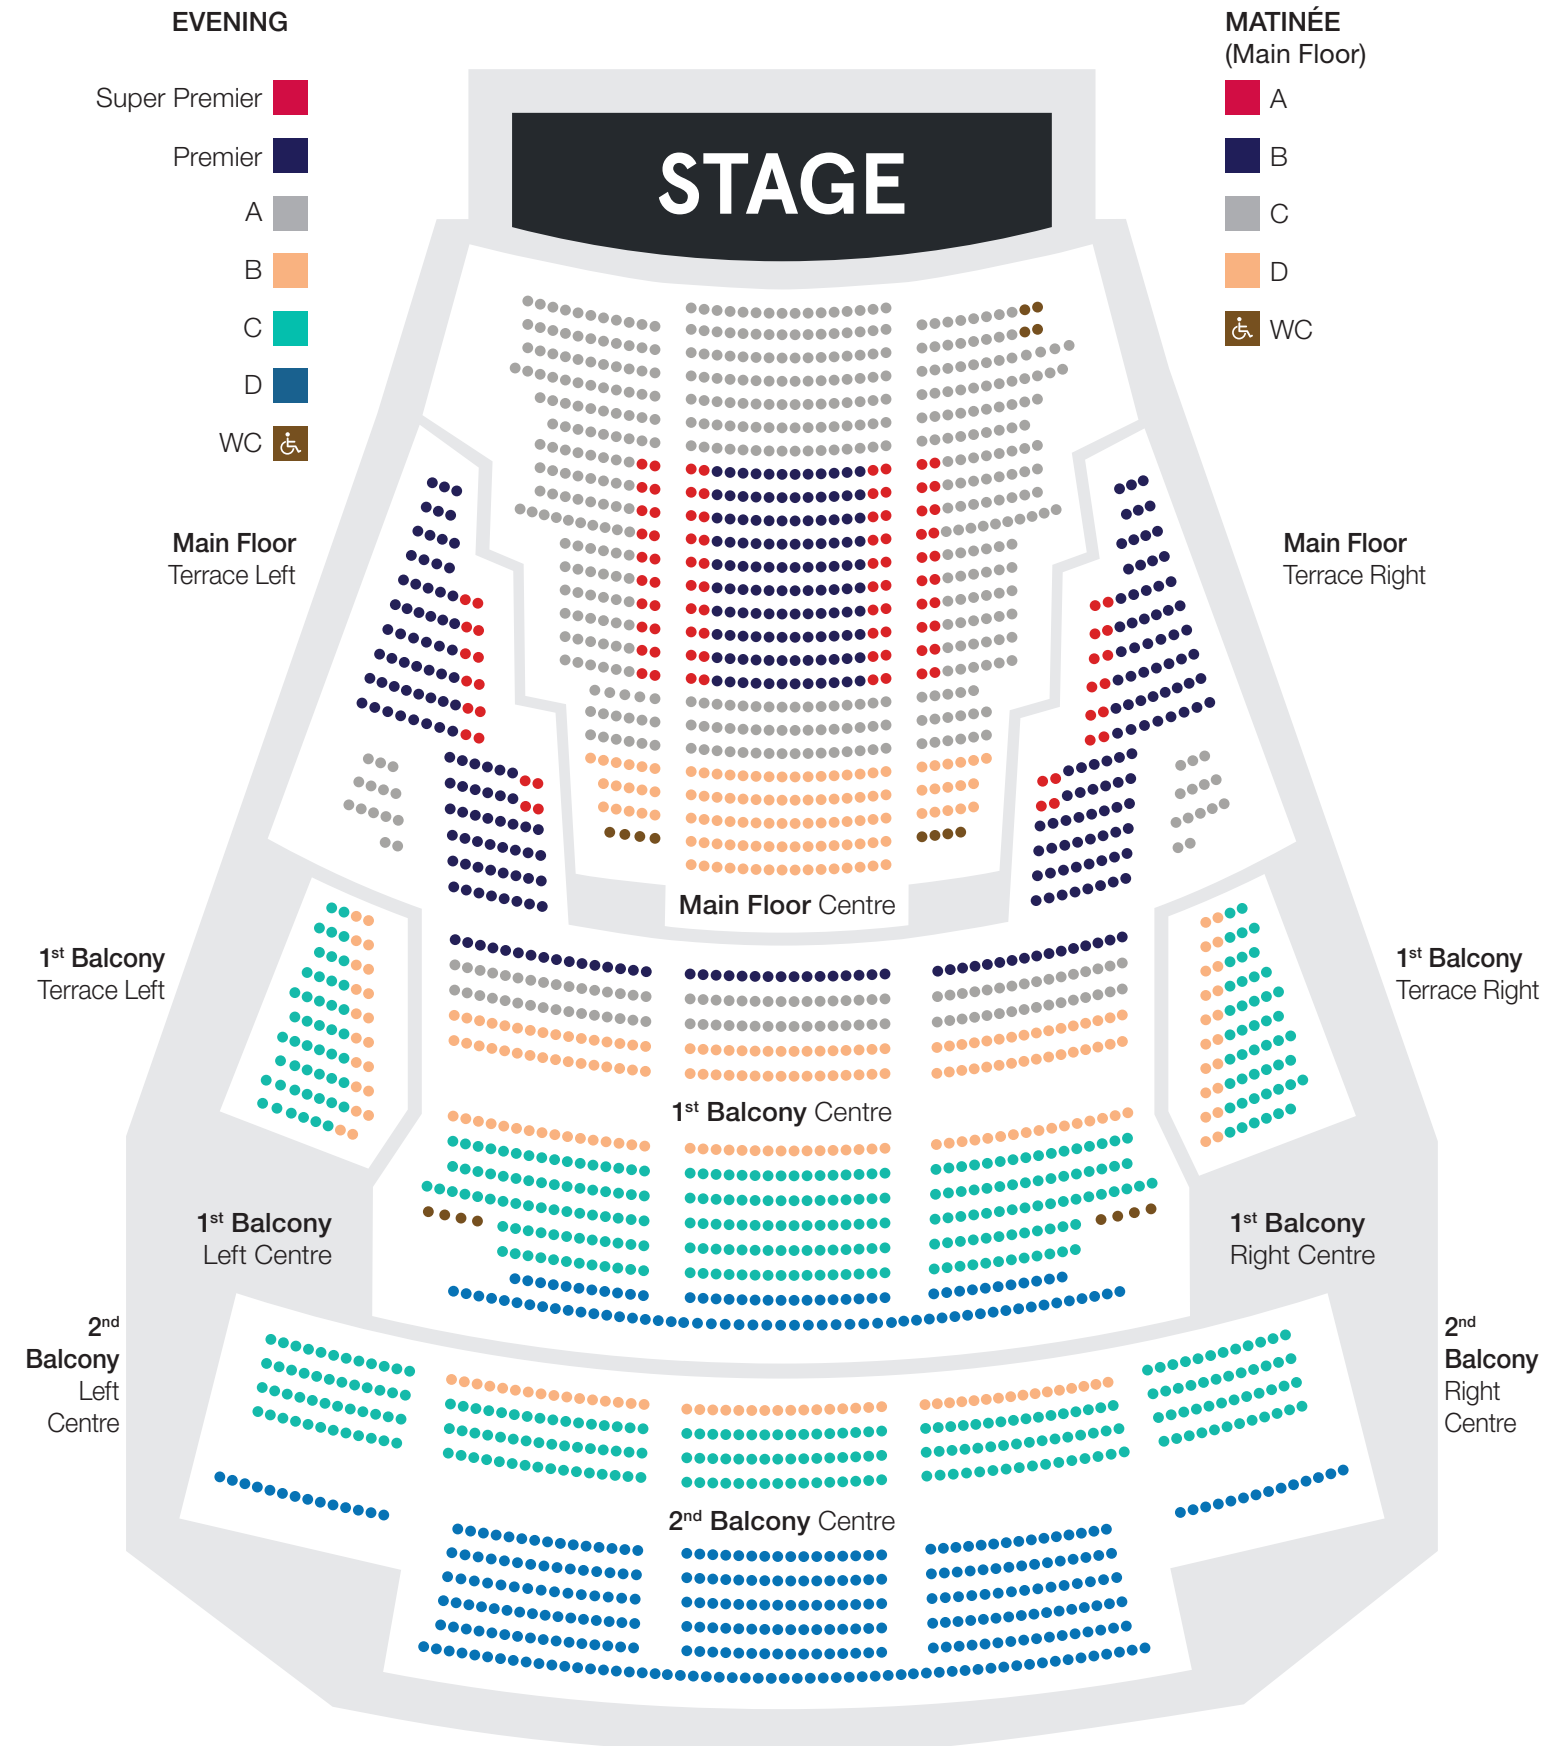 EVENING
Super Premier
Premier
A
B
C
D
WC
MATINÉE
(Main Floor)
A
B
C
D
WC
STAGE
Main Floor
Terrace Left
Main Floor
Terrace Right
Main Floor Centre
1st Balcony
Terrace Left
1st Balcony
Terrace Right
1st Balcony Centre
1st Balcony
Left Centre
1st Balcony
Right Centre
2nd
Balcony
Left
Centre
2nd
Balcony
Right
Centre
2nd Balcony Centre